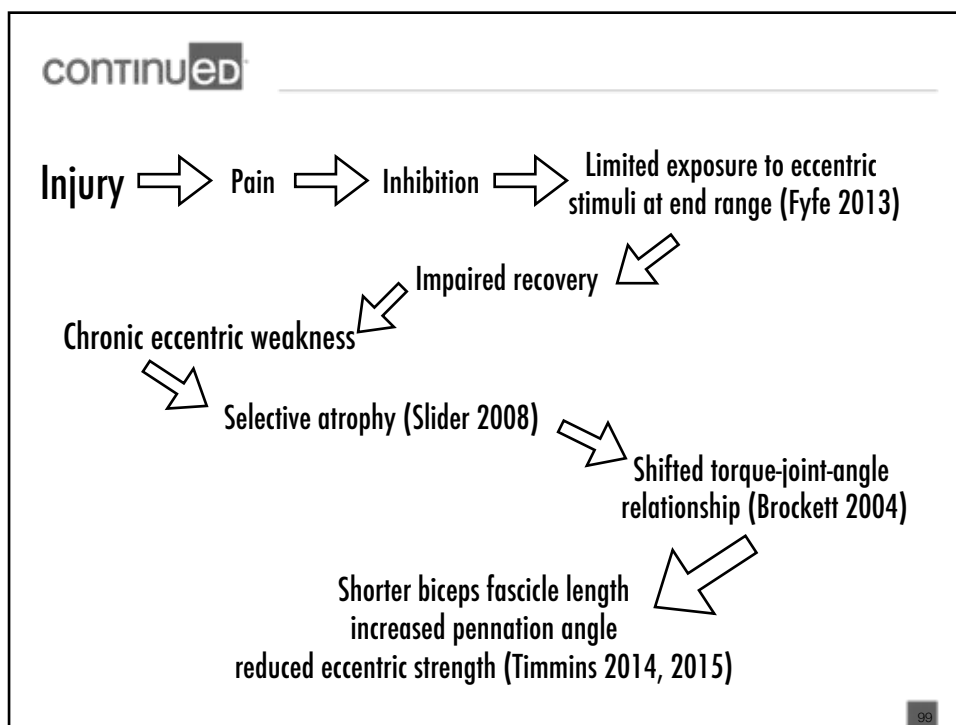 continued
Injury
Pain
Inhibition
Limited exposure to eccentric
stimuli at end range (Fyfe 2013)
Impaired recovery
Chronic eccentric weakness
Selective atrophy (Slider 2008)
Shifted torque-joint-angle
relationship (Brockett 2004)
Shorter biceps fascicle length
increased pennation angle
reduced eccentric strength (Timmins 2014, 2015)
99